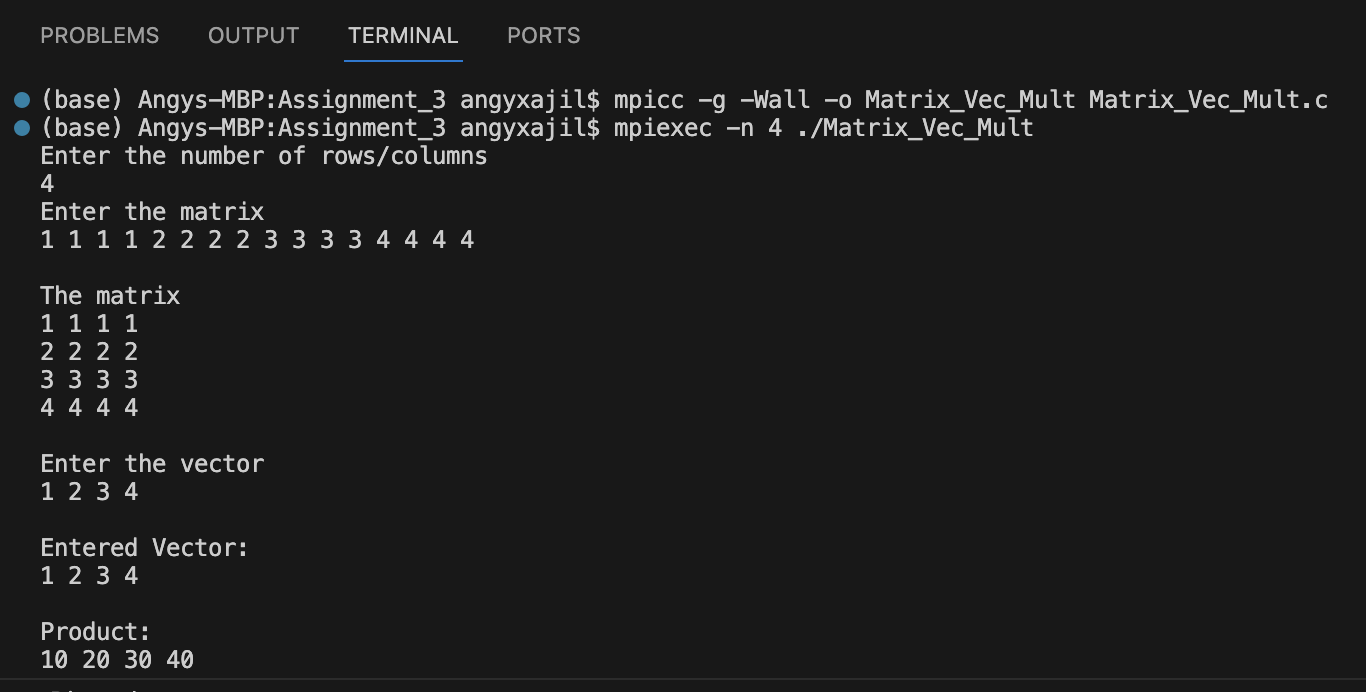 PROBLEMS OUTPUT TERMINAL PORTS
(base) Angys-MBP:Assignment_3 angyxajil$ mpicc -g -Wall -o Matrix_Vec_Mult Matrix_Vec_Mult.c
(base) Angys-MBP:Assignment_3 angyxajil$ mpiexec -n 4 ./Matrix_Vec_Mult
Enter the number of rows/columns
4
Enter the matrix
1 1 1 1 2 2 2 2 3 3 3 3 4 4 4 4
The matrix
1 1 1 1
2 2 2 2
3 3 3 3
4 4 4 4
Enter the vector
1 2 3 4
Entered Vector:
1 2 3 4
Product:
10 20 30 40